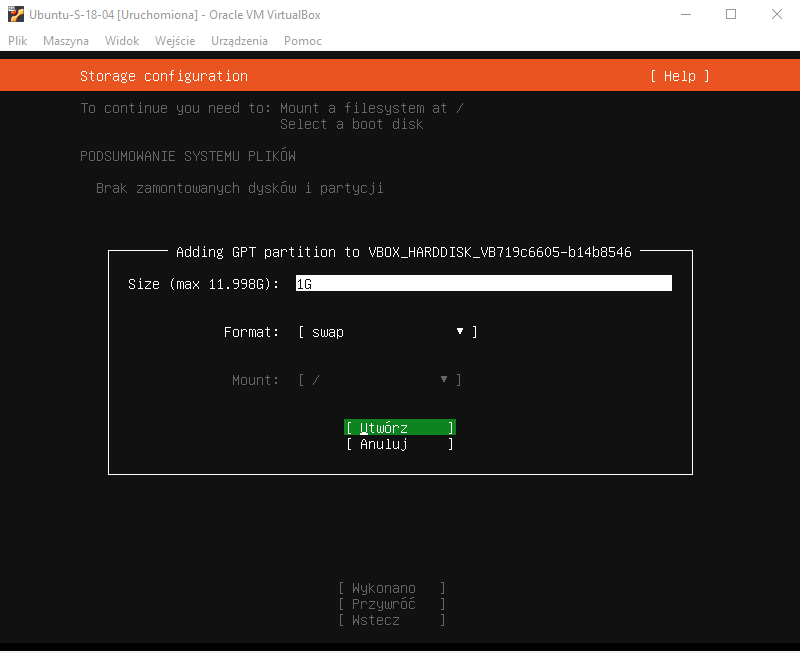 Ubuntu-S-18-04 [Uruchomiona] - Oracle VM VirtualBox
Plik Maszyna Widok Wejście Urządzenia Pomoc
Storage configuration [ Help ]
To continue you need to: Mount a filesystem at /
Select a boot disk
PODSUMOWANIE SYSTEMU PLIKÓW
Brak zamontowanych dysków i partycji
Adding GPT partition to VBOX_HARDDISK_VB719c6605-b14b8546
Size (max 11.998G): 1G
Format: [ swap ▼ ]
Mount: [ / ▼ ]
[ Utwórz ]
[ Anuluj ]
[ Wykonano ]
[ Przywróć ]
[ Wstecz ]